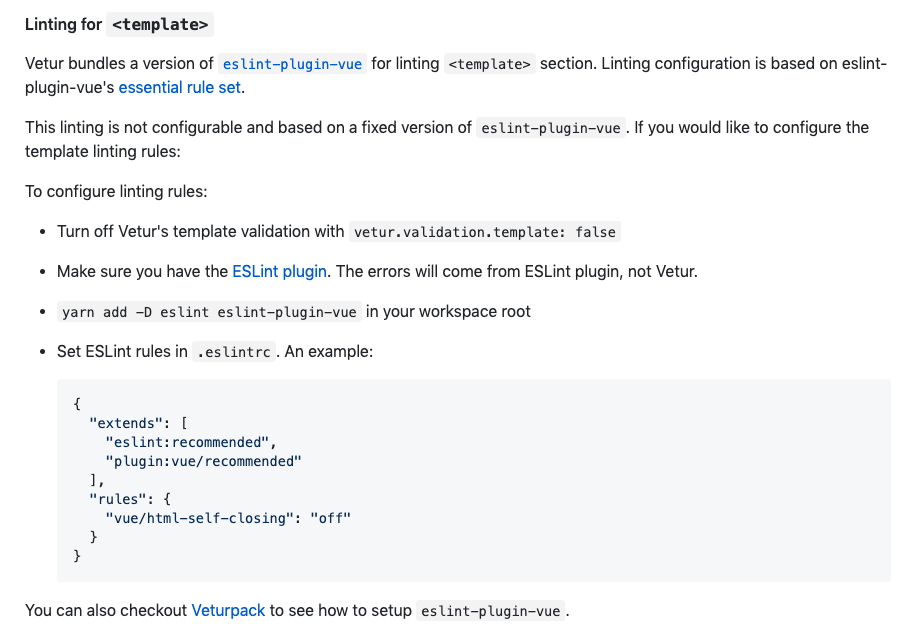 Linting for <template>
Vetur bundles a version of eslint-plugin-vue for linting <template> section. Linting configuration is based on eslint-
plugin-vue's essential rule set.
This linting is not configurable and based on a fixed version of eslint-plugin-vue. If you would like to configure the
template linting rules:
To configure linting rules:
• Turn off Vetur's template validation with vetur.validation.template: false
• Make sure you have the ESLint plugin. The errors will come from ESLint plugin, not Vetur.
• yarn add -D eslint eslint-plugin-vue in your workspace root
• Set ESLint rules in .eslintrc. An example:
{
  "extends": [
    "eslint:recommended",
    "plugin:vue/recommended"
  ],
  "rules": {
    "vue/html-self-closing": "off"
  }
}
You can also checkout Veturpack to see how to setup eslint-plugin-vue.